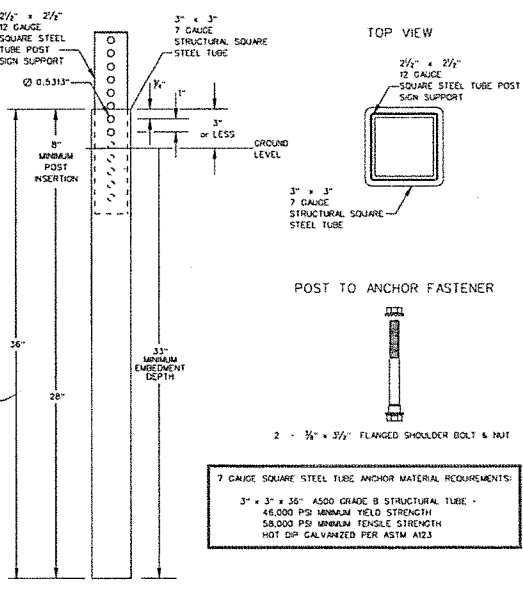 2½" x 2½"
12 GAUGE
SQUARE STEEL
TUBE POST
SIGN SUPPORT
Ø 0.5313"
3" x 3"
7 GAUGE
STRUCTURAL SQUARE
STEEL TUBE
1"
3"
or LESS
GROUND
LEVEL
8"
MINIMUM
POST
INSERTION
36"
28"
33"
MINIMUM
EMBEDMENT
DEPTH
TOP VIEW
2½" x 2½"
12 GAUGE
SQUARE STEEL TUBE POST
SIGN SUPPORT
3" x 3"
7 GAUGE
STRUCTURAL SQUARE
STEEL TUBE
POST TO ANCHOR FASTENER
2 - x 3½" FLANGED SHOULDER BOLT & NUT
7 GAUGE SQUARE STEEL TUBE ANCHOR MATERIAL REQUIREMENTS:
3" x 3" x 36" A500 GRADE B STRUCTURAL TUBE -
46,000 PSI MINIMUM YIELD STRENGTH
58,000 PSI MINIMUM TENSILE STRENGTH
HOT DIP GALVANIZED PER ASTM A123